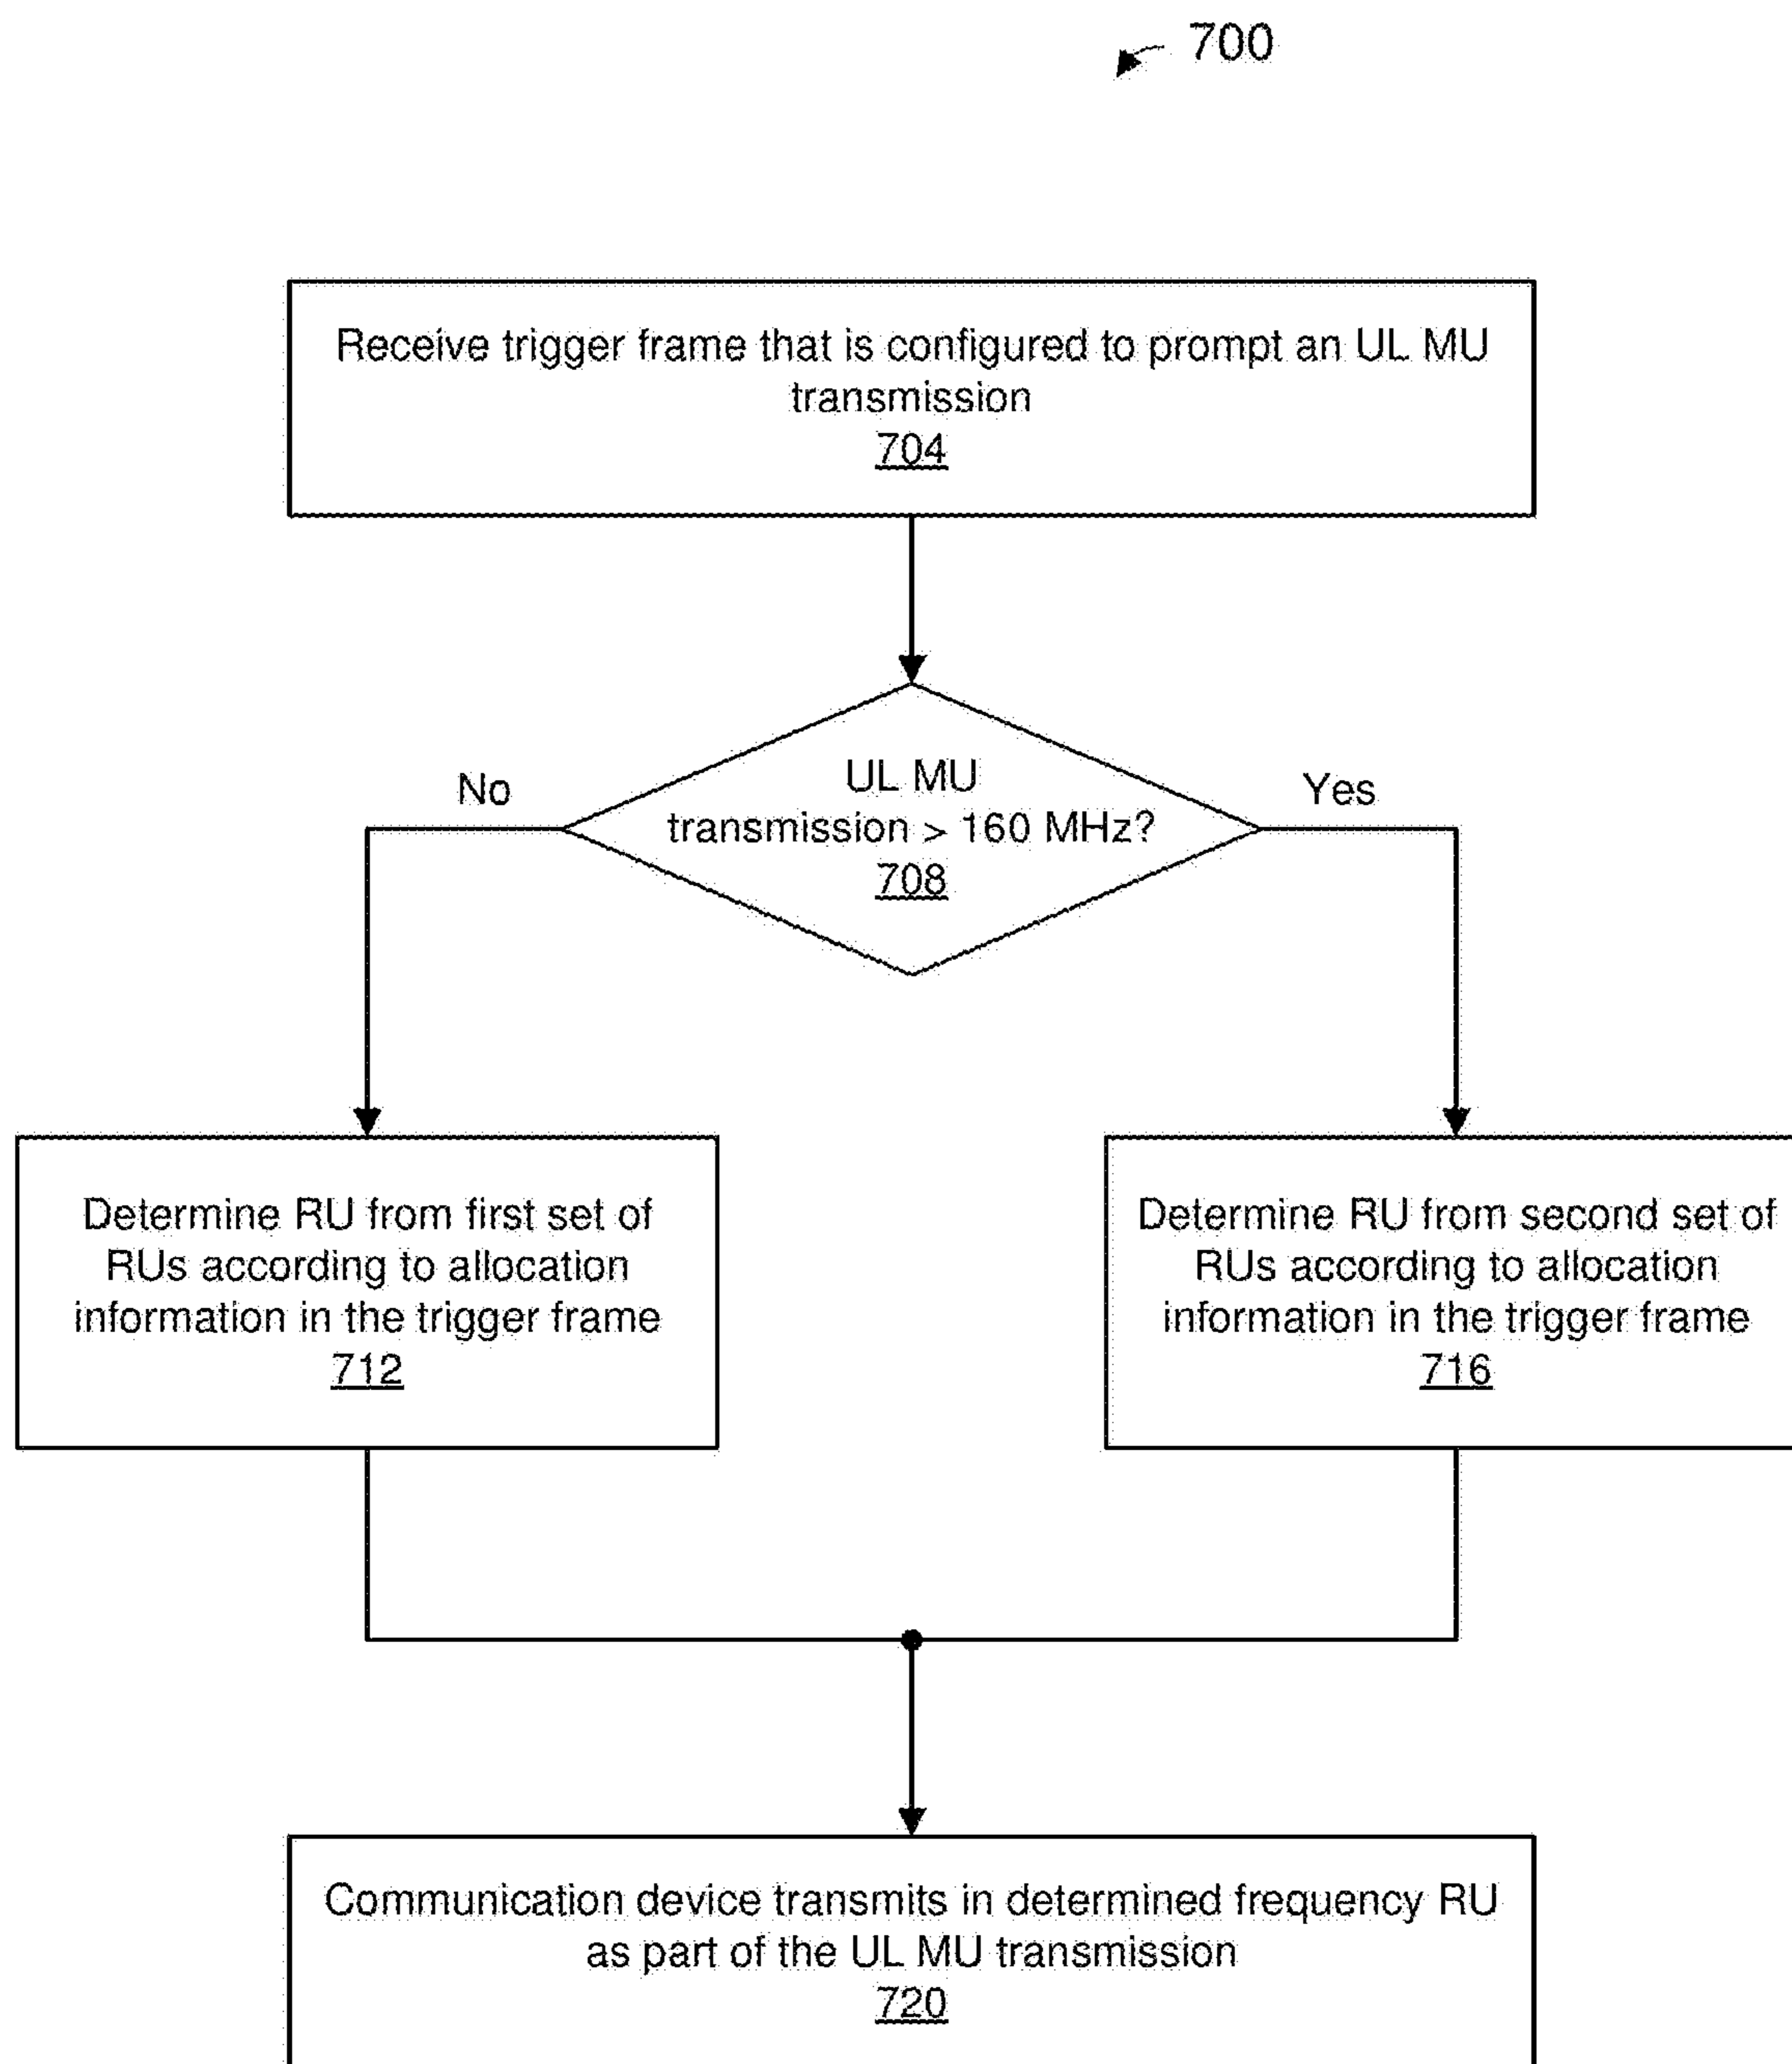 700
Receive trigger frame that is configured to prompt an UL MU
transmission
704
UL MU
transmission > 160 MHz?
708
No
Yes
Determine RU from first set of
RUs according to allocation
information in the trigger frame
712
Determine RU from second set of
RUs according to allocation
information in the trigger frame
716
Communication device transmits in determined frequency RU
as part of the UL MU transmission
720